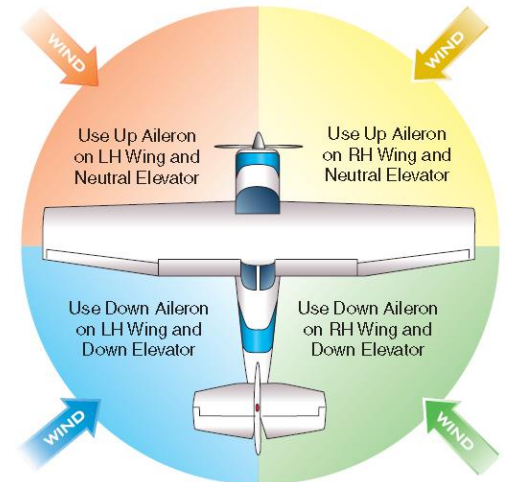 WIND
WIND
Use Up Aileron
on LH Wing and
Neutral Elevator
Use Up Aileron
on RH Wing and
Neutral Elevator
Use Down Aileron
on LH Wing and
Down Elevator
Use Down Aileron
on RH Wing and
Down Elevator
WIND
WIND